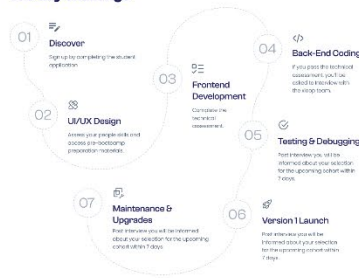 01
Discover
Sign up by completing the student
application
02
UI/UX Design
Assess your people skills and
access pre-bootcamp
preparation materials.
03
Frontend
Development
Complete the
technical
assessment.
04
Back-End Coding
If you pass the technical
assessment, you'll be
asked to interview with
the team.
05
Testing & Debugging
Post interview you will be
informed about your selection
for the upcoming cohort within
7 days.
06
Version 1 Launch
Post interview you will be
informed about your selection
for the upcoming cohort within
7 days.
07
Maintenance &
Upgrades
Post interview you will be informed
about your selection for the upcoming
cohort within 7 days.